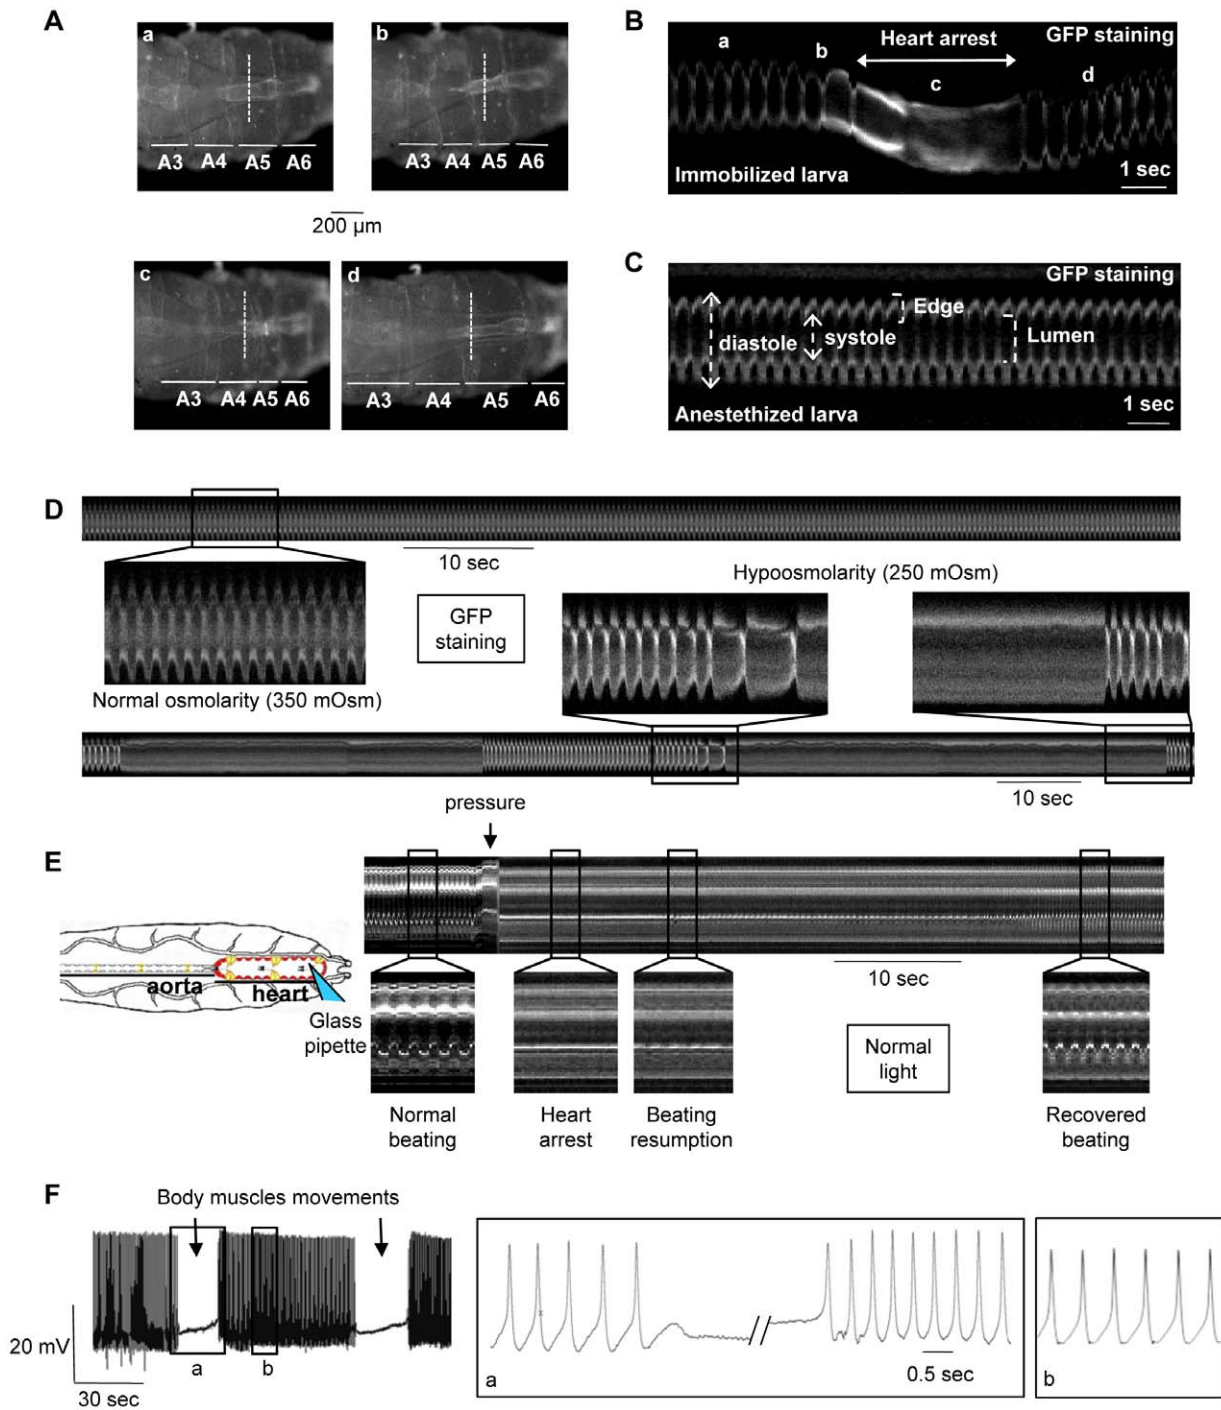 A
a
A3 A4 A5 A6
b
A3 A4 A5 A6
200 µm
c
A3 A4 A5 A6
d
A3 A4 A5 A6
B
a
b
Heart arrest
GFP staining
c
d
Immobilized larva
1 sec
C
GFP staining
Edge
diastole
systole
Lumen
Anestethized larva
1 sec
D
10 sec
Hypoosmolarity (250 mOsm)
GFP
staining
Normal osmolarity (350 mOsm)
10 sec
pressure
E
aorta
heart
Glass
pipette
10 sec
Normal
light
Normal
beating
Heart
arrest
Beating
resumption
Recovered
beating
F
Body muscles movements
20 mV
a
b
30 sec
a
0.5 sec
b